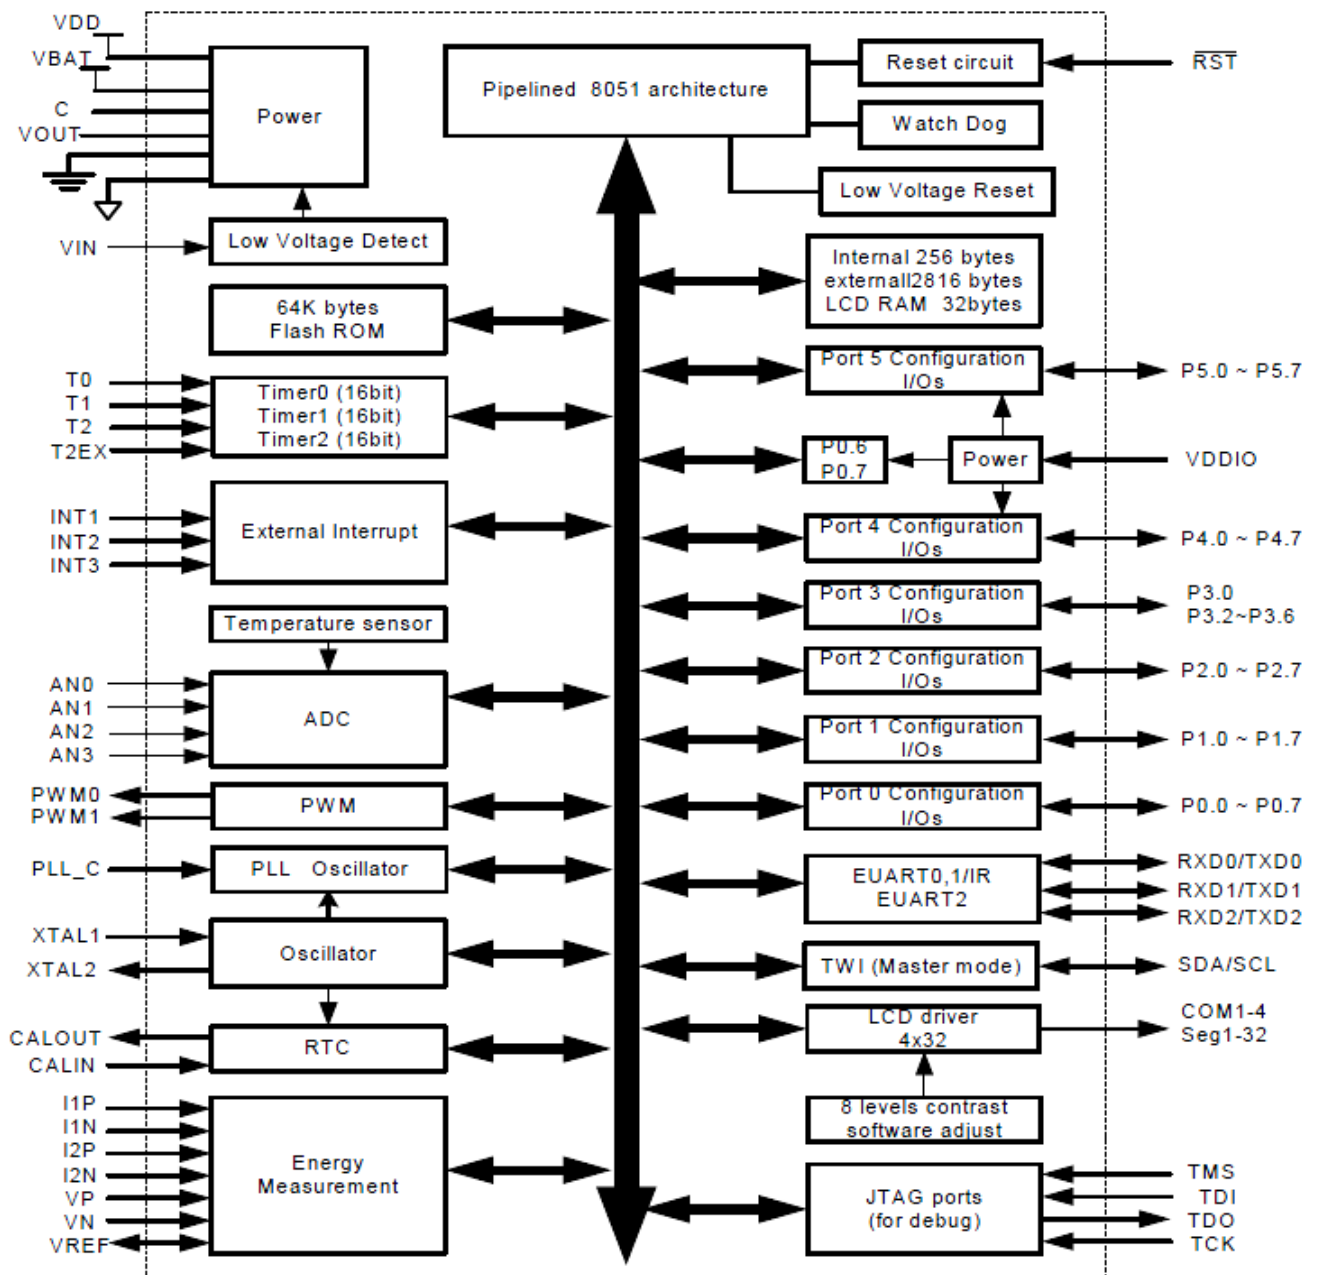 VDD
VBAT
C
VOUT
Power
VIN
Low Voltage Detect
64K bytes
Flash ROM
T0
T1
T2
T2EX
Timer0 (16bit)
Timer1 (16bit)
Timer2 (16bit)
INT1
INT2
INT3
External Interrupt
Temperature sensor
AN0
AN1
AN2
AN3
ADC
PWM0
PWM1
PWM
PLL_C
PLL Oscillator
XTAL1
XTAL2
Oscillator
CALOUT
CALIN
RTC
I1P
I1N
I2P
I2N
VP
VN
VREF
Energy
Measurement
Pipelined 8051 architecture
Reset circuit
RST
Watch Dog
Low Voltage Reset
Internal 256 bytes
externall2816 bytes
LCD RAM 32bytes
Port 5 Configuration
I/Os
P5.0 ~ P5.7
P0.6
P0.7
Power
VDDIO
Port 4 Configuration
I/Os
P4.0 ~ P4.7
Port 3 Configuration
I/Os
P3.0
P3.2~P3.6
Port 2 Configuration
I/Os
P2.0 ~ P2.7
Port 1 Configuration
I/Os
P1.0 ~ P1.7
Port 0 Configuration
I/Os
P0.0 ~ P0.7
EUART0,1/IR
EUART2
RXD0/TXD0
RXD1/TXD1
RXD2/TXD2
TWI (Master mode)
SDA/SCL
LCD driver
4x32
COM1-4
Seg1-32
8 levels contrast
software adjust
JTAG ports
(for debug)
TMS
TDI
TDO
TCK